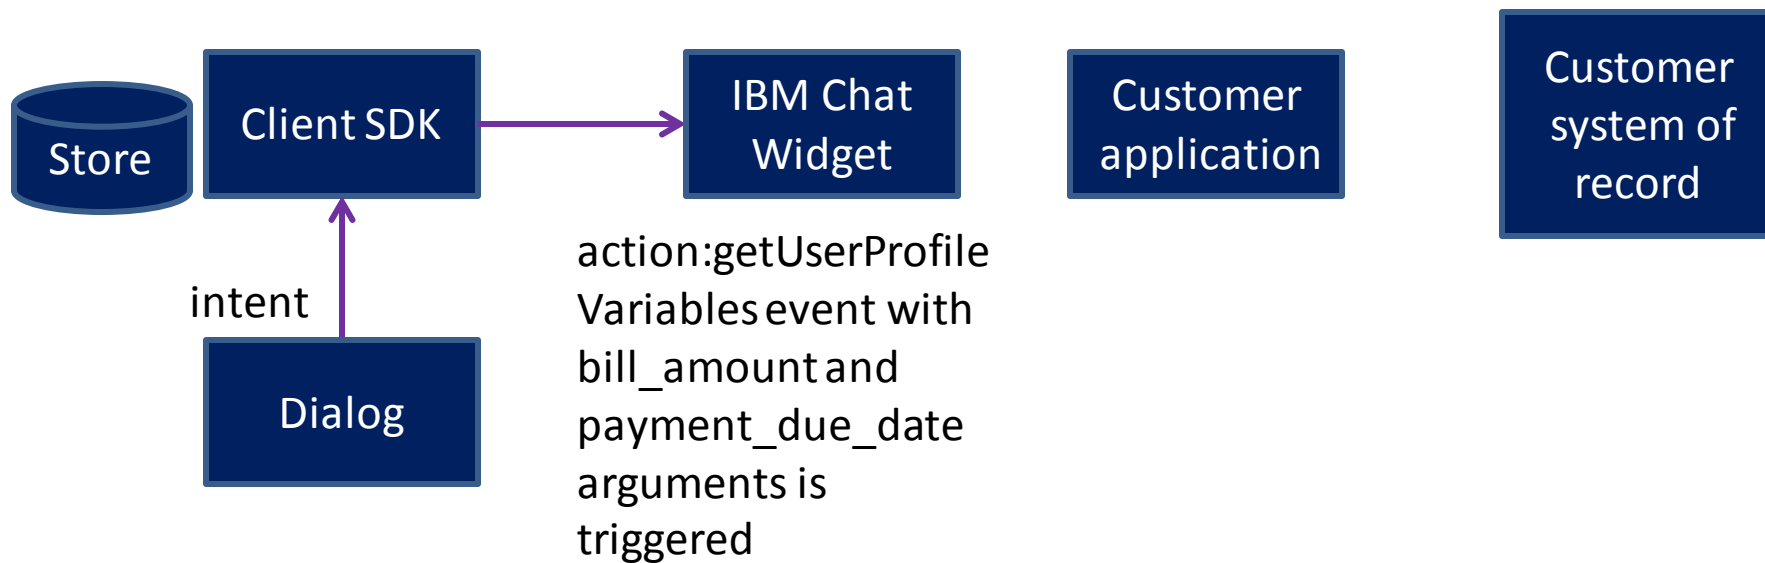 Store
Client SDK
IBM Chat
Widget
Customer
application
Customer
system of
record
intent
Dialog
action:getUserProfile
Variables event with
bill_amount and
payment_due_date
arguments is
triggered